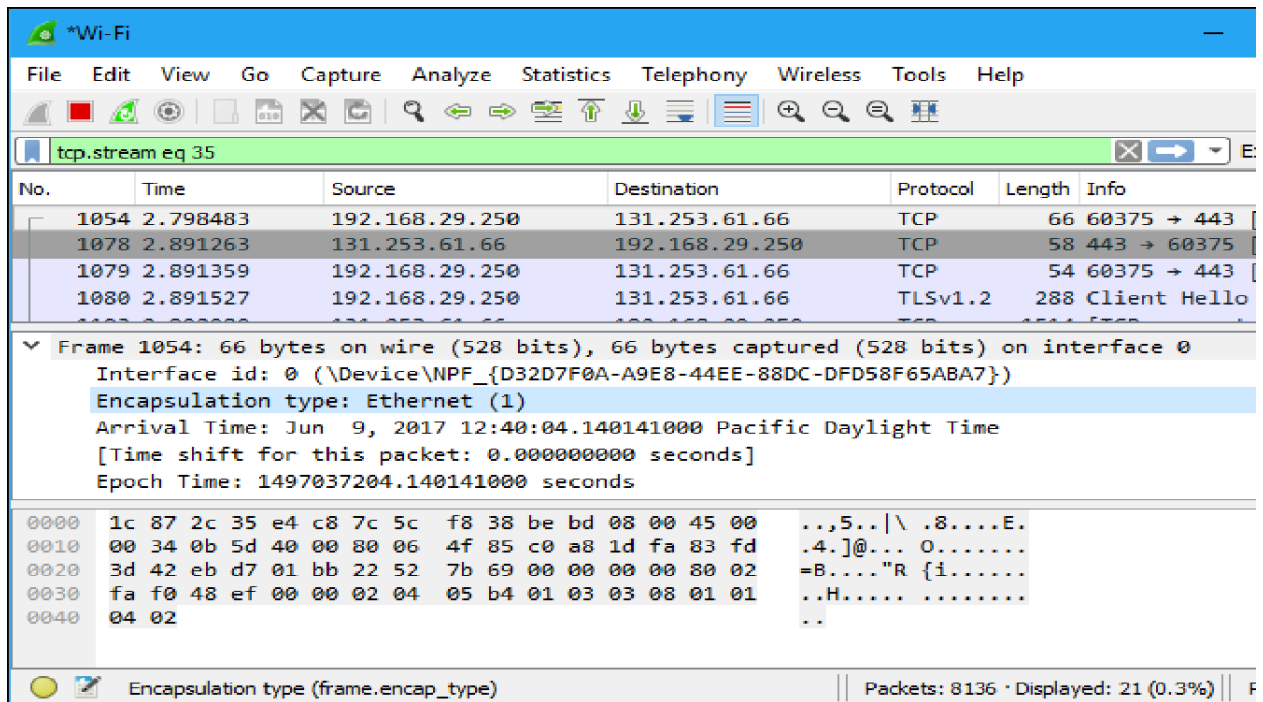 *Wi-Fi
File Edit View Go Capture Analyze Statistics Telephony Wireless Tools Help
tcp.stream eq 35
No. Time Source Destination Protocol Length Info
1054 2.798483 192.168.29.250 131.253.61.66 TCP 66 60375 → 443 [
1078 2.891263 131.253.61.66 192.168.29.250 TCP 58 443 → 60375 [
1079 2.891359 192.168.29.250 131.253.61.66 TCP 54 60375 → 443 [
1080 2.891527 192.168.29.250 131.253.61.66 TLSv1.2 288 Client Hello
Frame 1054: 66 bytes on wire (528 bits), 66 bytes captured (528 bits) on interface 0
Interface id: 0 (\Device\NPF_{D32D7F0A-A9E8-44EE-88DC-DFD58F65ABA7})
Encapsulation type: Ethernet (1)
Arrival Time: Jun  9, 2017 12:40:04.140141000 Pacific Daylight Time
[Time shift for this packet: 0.000000000 seconds]
Epoch Time: 1497037204.140141000 seconds
0000 1c 87 2c 35 e4 c8 7c 5c f8 38 be bd 08 00 45 00 ..,5..|\ .8....E.
0010 00 34 0b 5d 40 00 80 06 4f 85 c0 a8 1d fa 83 fd .4.]@... O.......
0020 3d 42 eb d7 01 bb 22 52 7b 69 00 00 00 00 80 02 =B...."R {i......
0030 fa f0 48 ef 00 00 02 04 05 b4 01 03 03 08 01 01 ..H..... ........
0040 04 02 ..
Encapsulation type (frame.encap_type) Packets: 8136 · Displayed: 21 (0.3%)